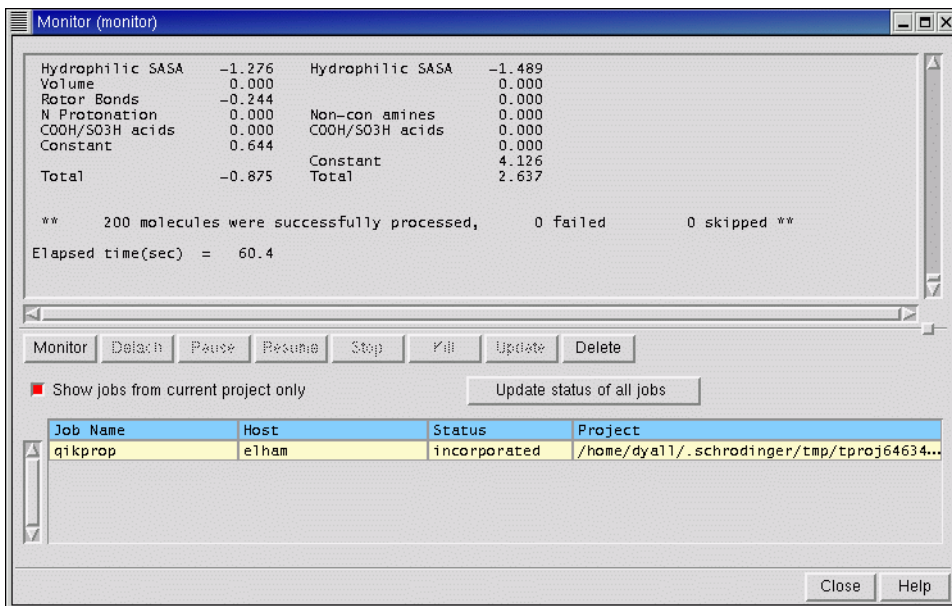 Monitor (monitor)
Hydrophilic SASA -1.276 Hydrophilic SASA -1.489
Volume 0.000 0.000
Rotor Bonds -0.244 0.000
N Protonation 0.000 Non-con amines 0.000
COOH/SO3H acids 0.000 COOH/SO3H acids 0.000
Constant 0.644 0.000
Constant 4.126
Total -0.875 Total 2.637
** 200 molecules were successfully processed, 0 failed 0 skipped **
Elapsed time(sec) = 60.4
Monitor Detach Pause Resume Stop Kill Update Delete
Show jobs from current project only Update status of all jobs
Job Name Host Status Project
qikprop elham incorporated /home/dyall/.schrodinger/tmp/tproj64634...
Close Help